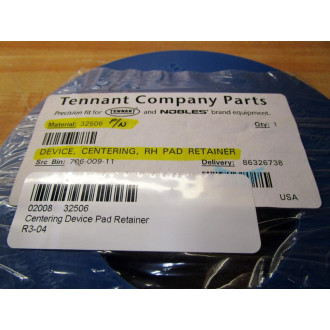 Tennant Company Parts
Precision fit for TENNANT and NOBLES brand equipment.
Material: 32506 P/N Qty: 1
DEVICE, CENTERING, RH PAD RETAINER
Src Bin: 706-009-11 Delivery: 86326738
USA
02008 32506
Centering Device Pad Retainer
R3-04